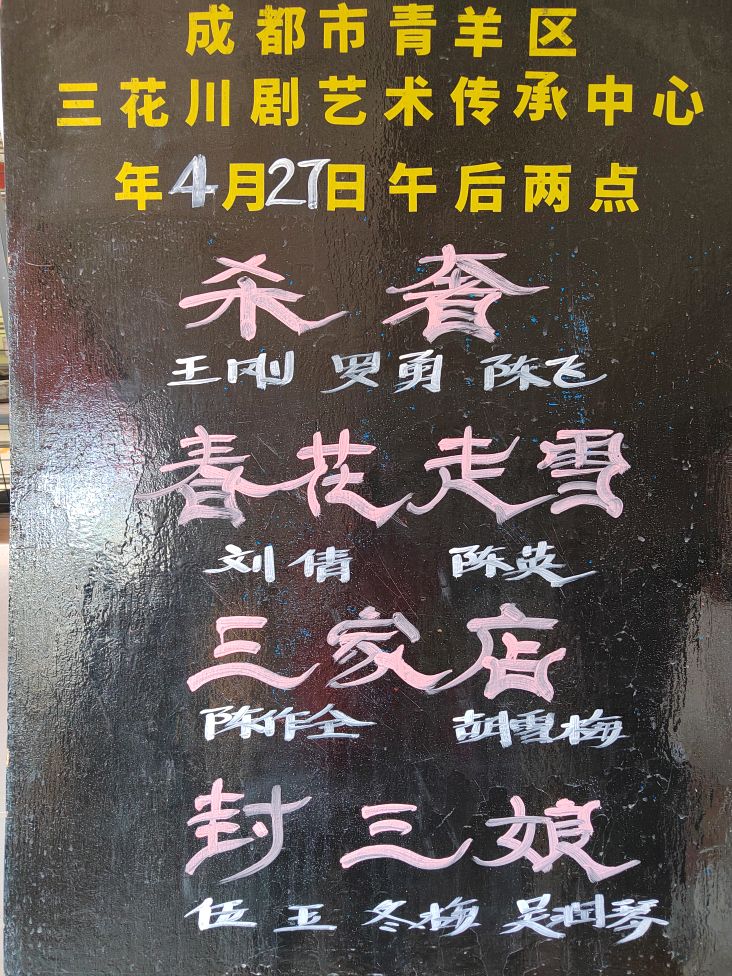 成都市青羊区
三花川剧艺术传承中心
年4月27日午后两点
杀奢
王刚 罗勇 陈飞
春花走雪
刘倩 陈英
三家店
陈作全 胡雪梅
封三娘
伍玉 冬梅 吴润琴